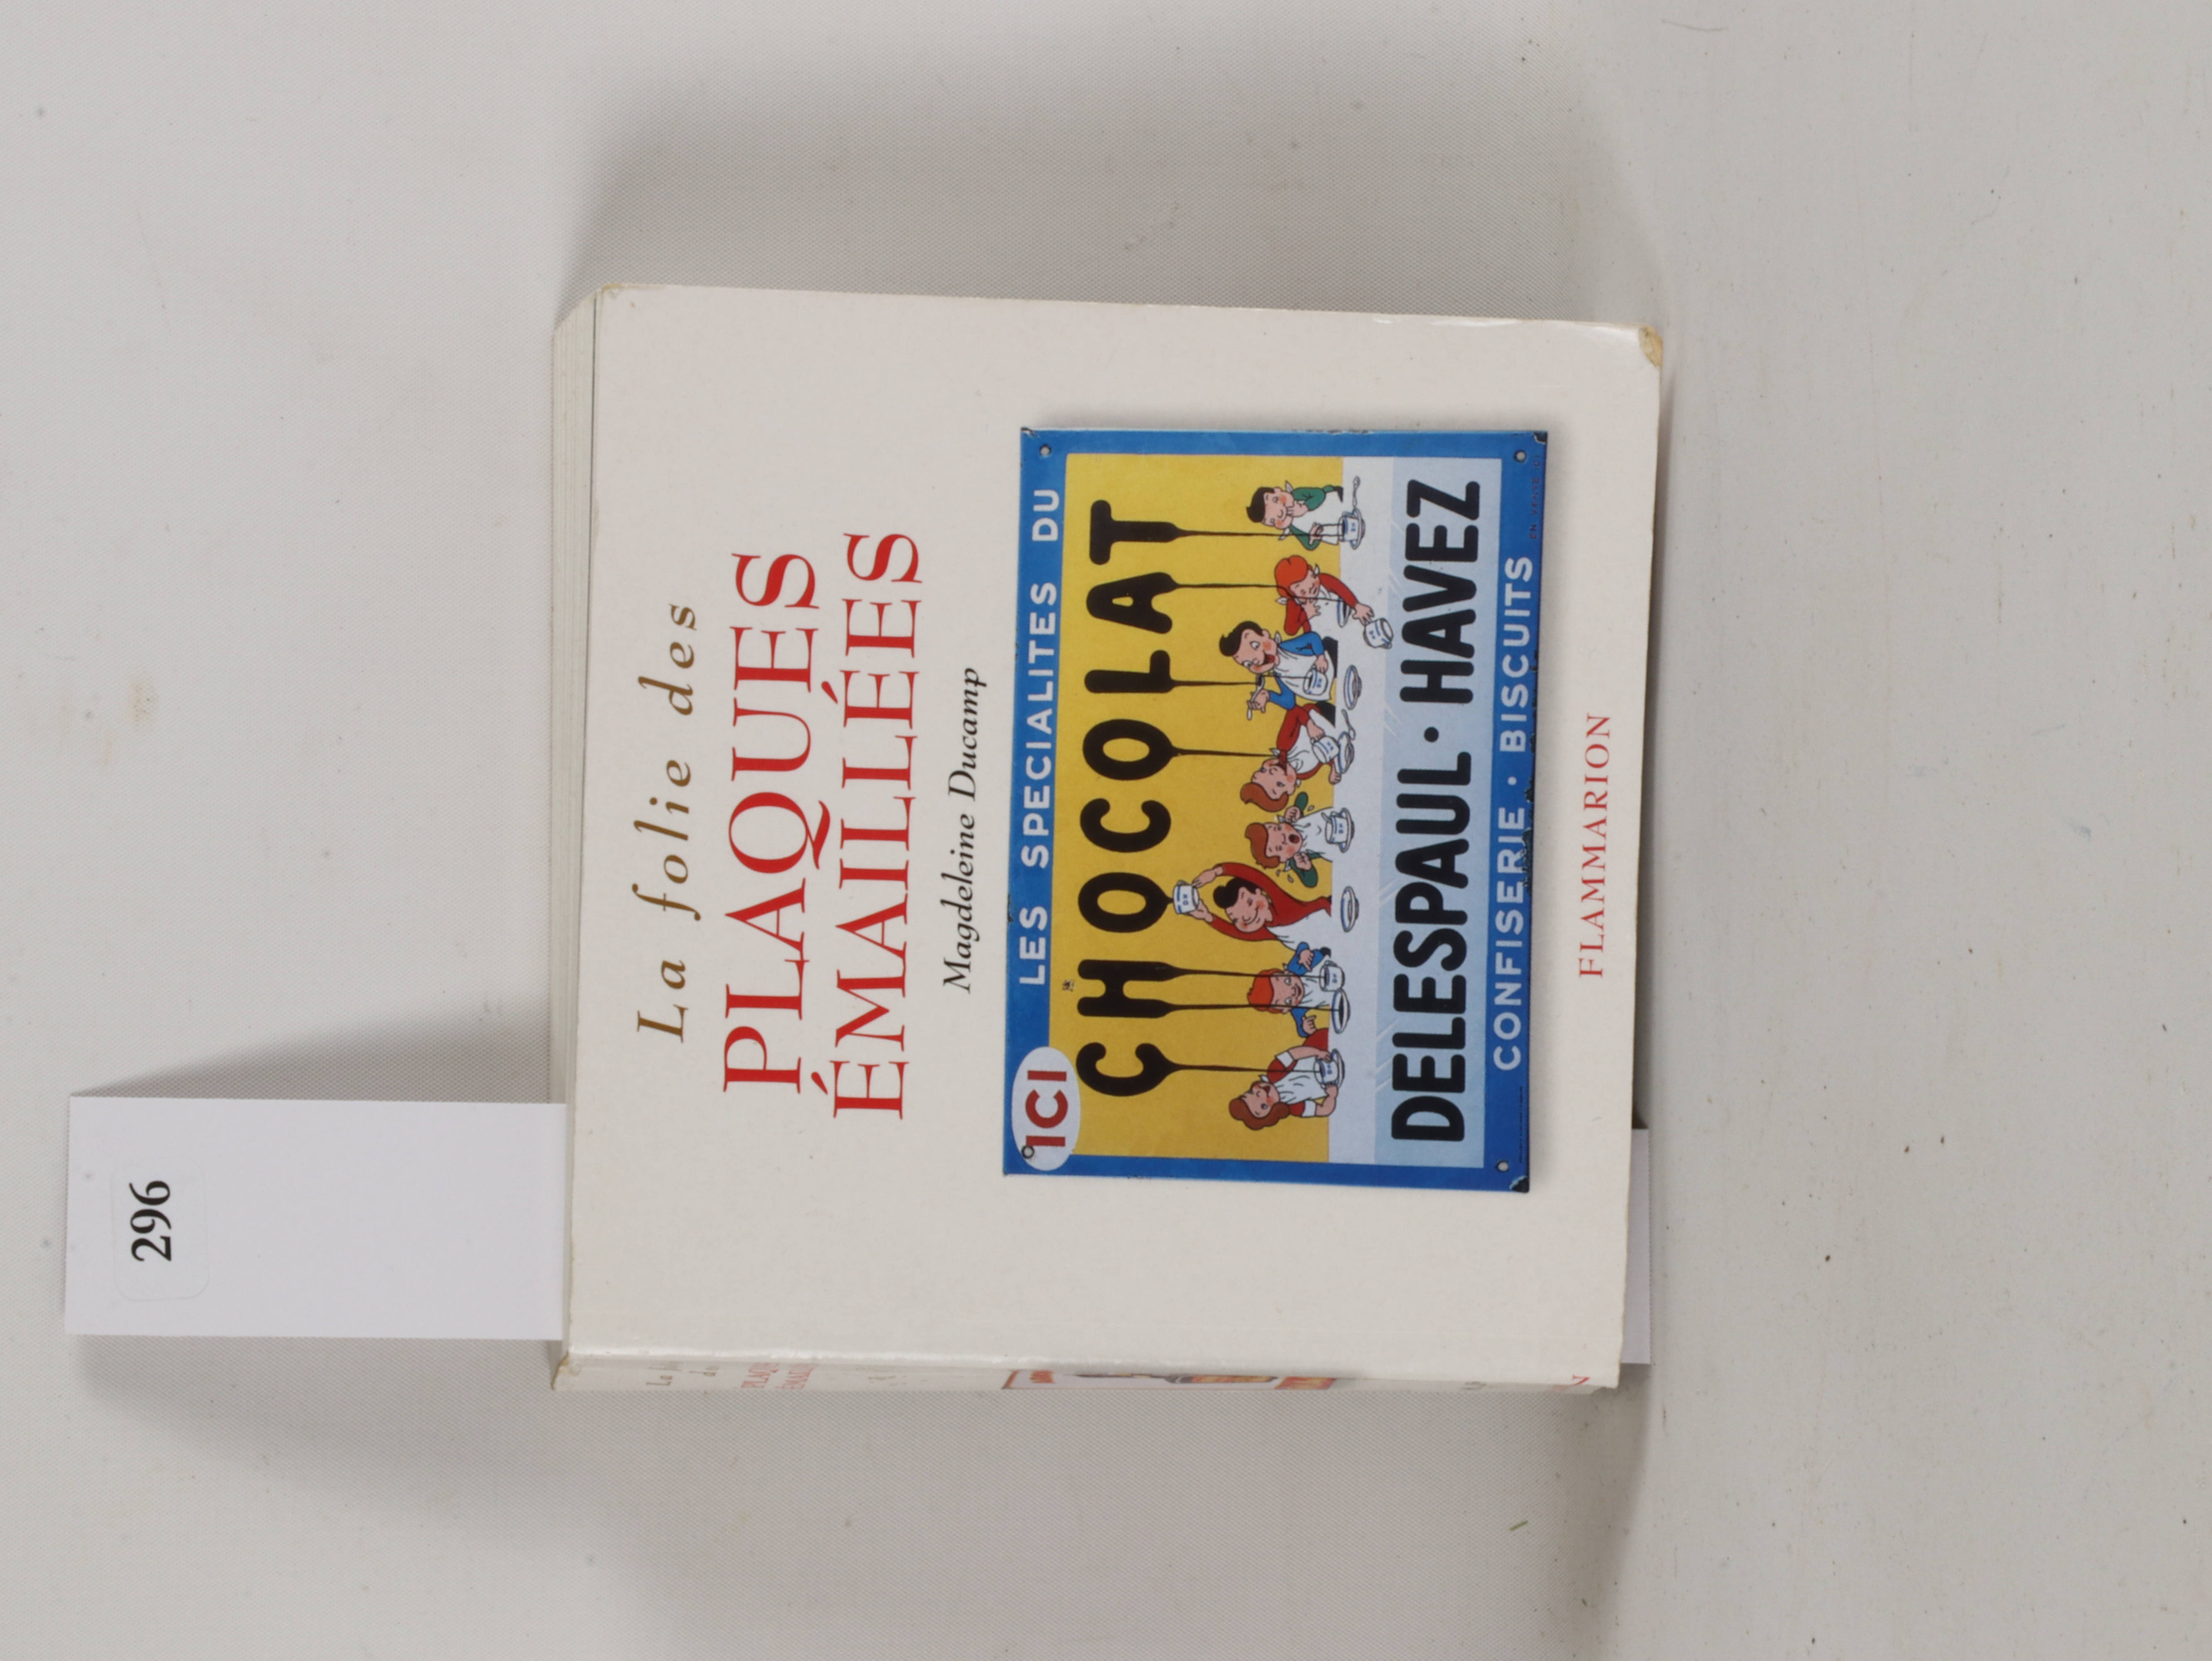 296
La folie des
PLAQUES
ÉMAILLÉES
Magdeleine Ducamp
ICI
LES SPECIALITES DU
CHOCOLAT
DELESPAUL · HAVEZ
CONFISERIE · BISCUITS
FLAMMARION